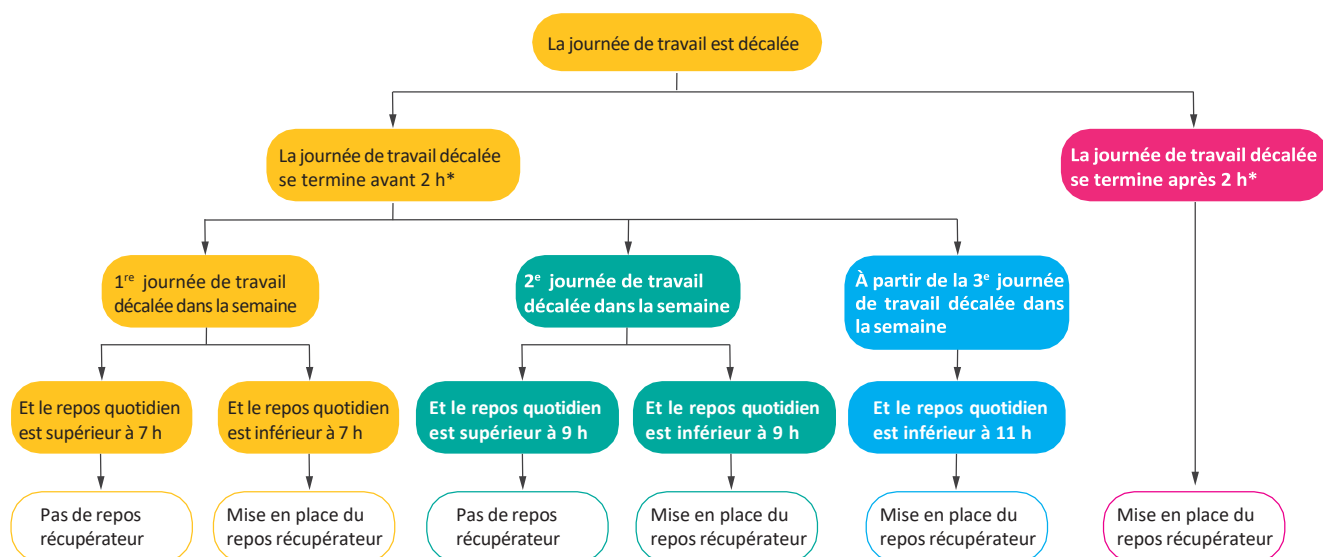 La journée de travail est décalée
La journée de travail décalée
se termine avant 2 h*
La journée de travail décalée
se termine après 2 h*
1re journée de travail
décalée dans la semaine
2e journée de travail
décalée dans la semaine
À partir de la 3e journée
de travail décalée dans
la semaine
Et le repos quotidien
est supérieur à 7 h
Et le repos quotidien
est inférieur à 7 h
Et le repos quotidien
est supérieur à 9 h
Et le repos quotidien
est inférieur à 9 h
Et le repos quotidien
est inférieur à 11 h
Pas de repos
récupérateur
Mise en place du
repos récupérateur
Pas de repos
récupérateur
Mise en place du
repos récupérateur
Mise en place du
repos récupérateur
Mise en place du
repos récupérateur